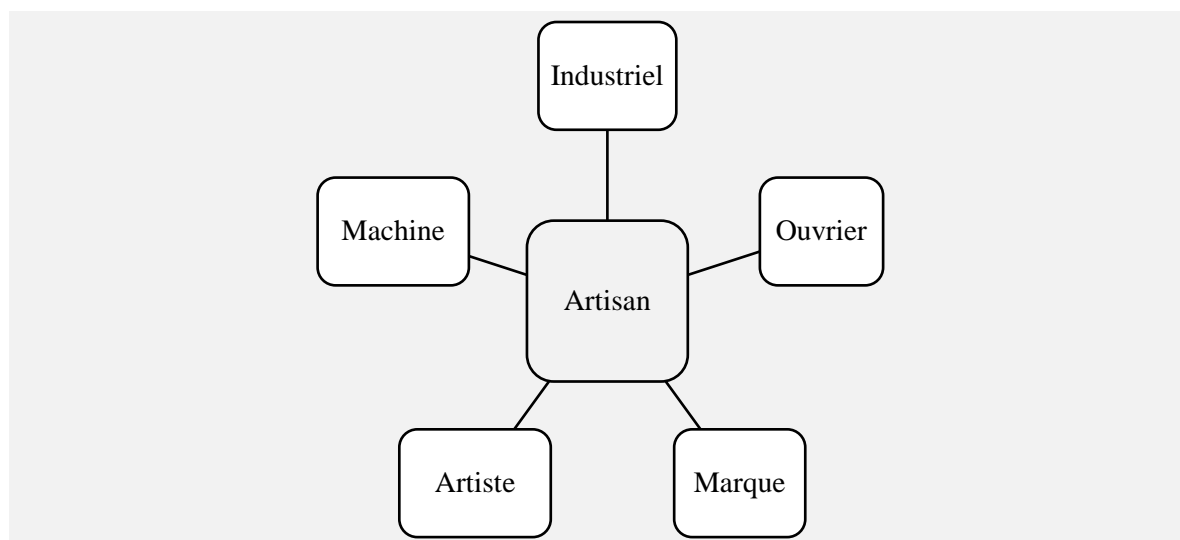 Industriel
Machine
Ouvrier
Artisan
Artiste
Marque